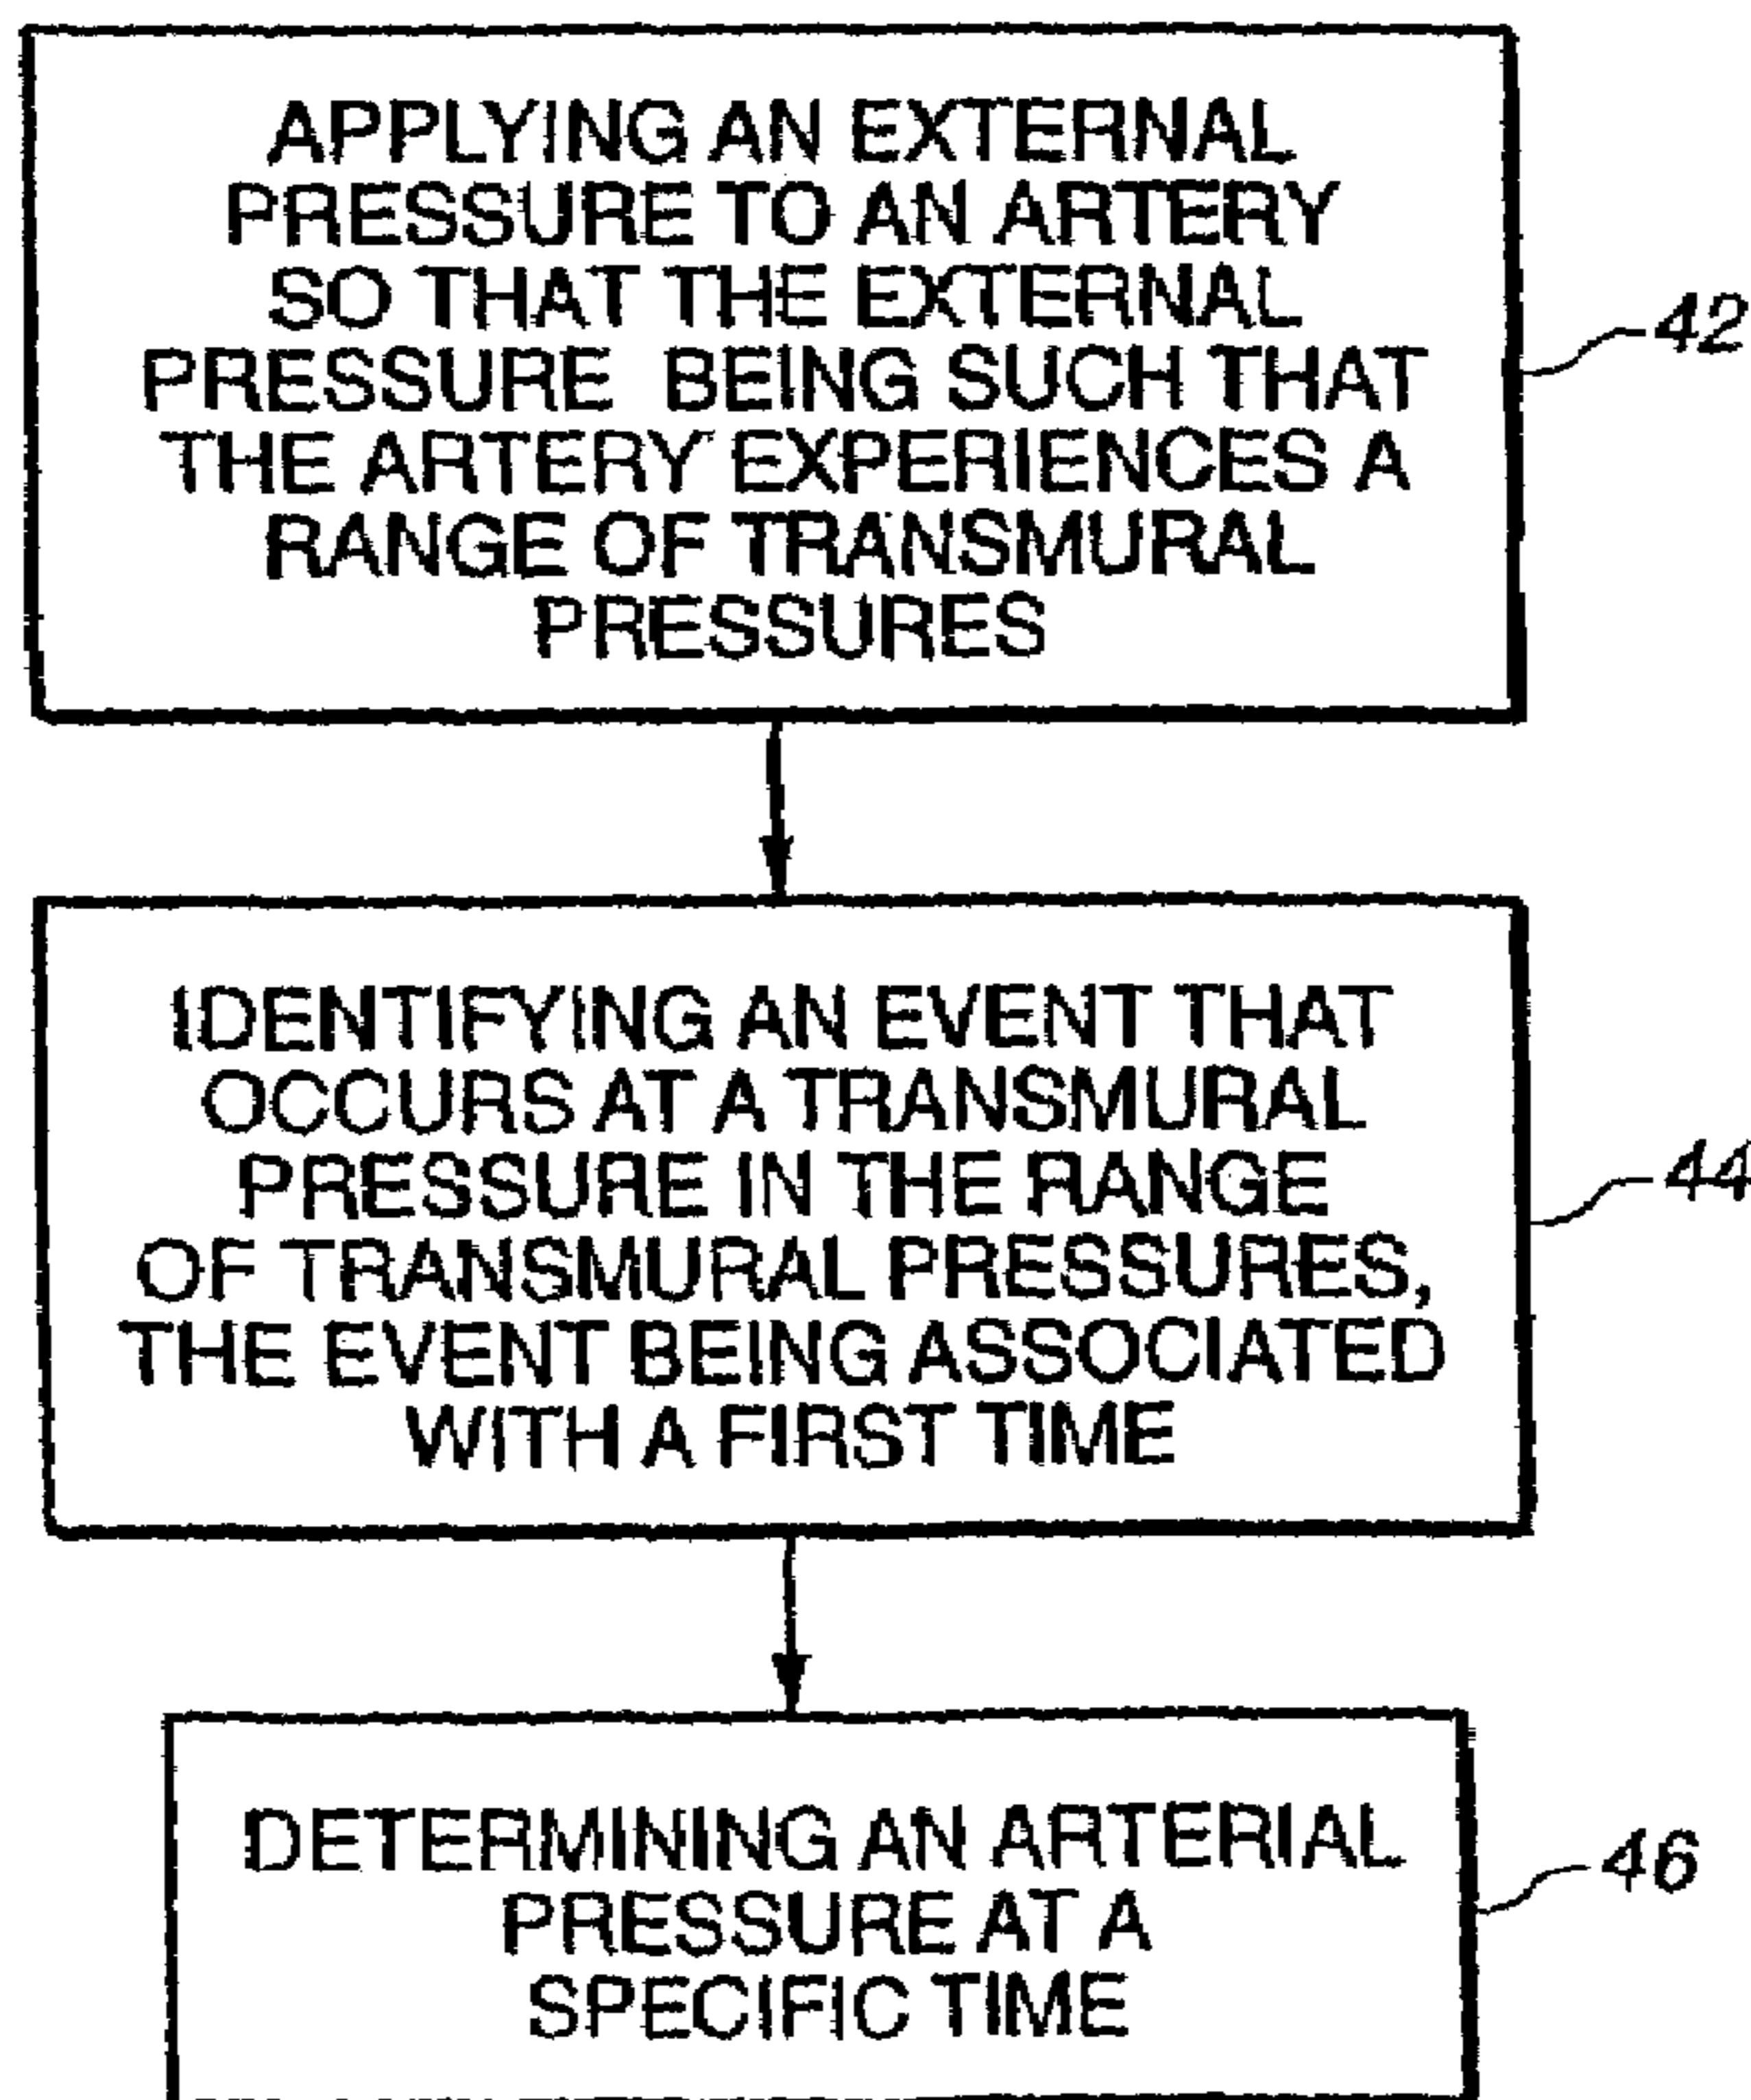 APPLYING AN EXTERNAL
PRESSURE TO AN ARTERY
SO THAT THE EXTERNAL
PRESSURE BEING SUCH THAT
THE ARTERY EXPERIENCES A
RANGE OF TRANSMURAL
PRESSURES
42
IDENTIFYING AN EVENT THAT
OCCURS AT A TRANSMURAL
PRESSURE IN THE RANGE
OF TRANSMURAL PRESSURES,
THE EVENT BEING ASSOCIATED
WITH A FIRST TIME
44
DETERMINING AN ARTERIAL
PRESSURE AT A
SPECIFIC TIME
46